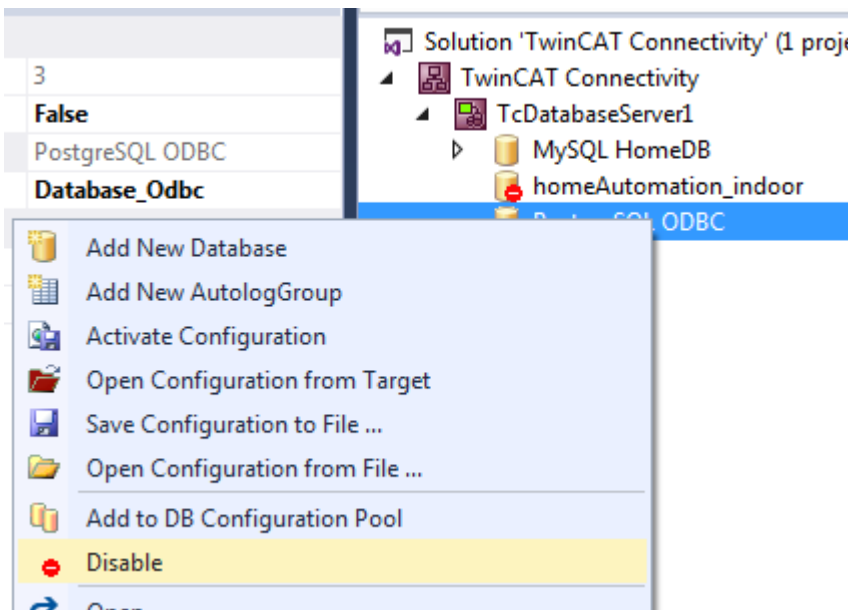 3
False
PostgreSQL ODBC
Database_Odbc
Solution 'TwinCAT Connectivity' (1 proje
TwinCAT Connectivity
TcDatabaseServer1
MySQL HomeDB
homeAutomation_indoor
ODBC
Add New Database
Add New AutologGroup
Activate Configuration
Open Configuration from Target
Save Configuration to File ...
Open Configuration from File ...
Add to DB Configuration Pool
Disable